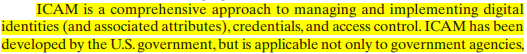 ICAM is a comprehensive approach to managing and implementing digital
identities (and associated attributes), credentials, and access control. ICAM has been
developed by the U.S. government, but is applicable not only to government agencies